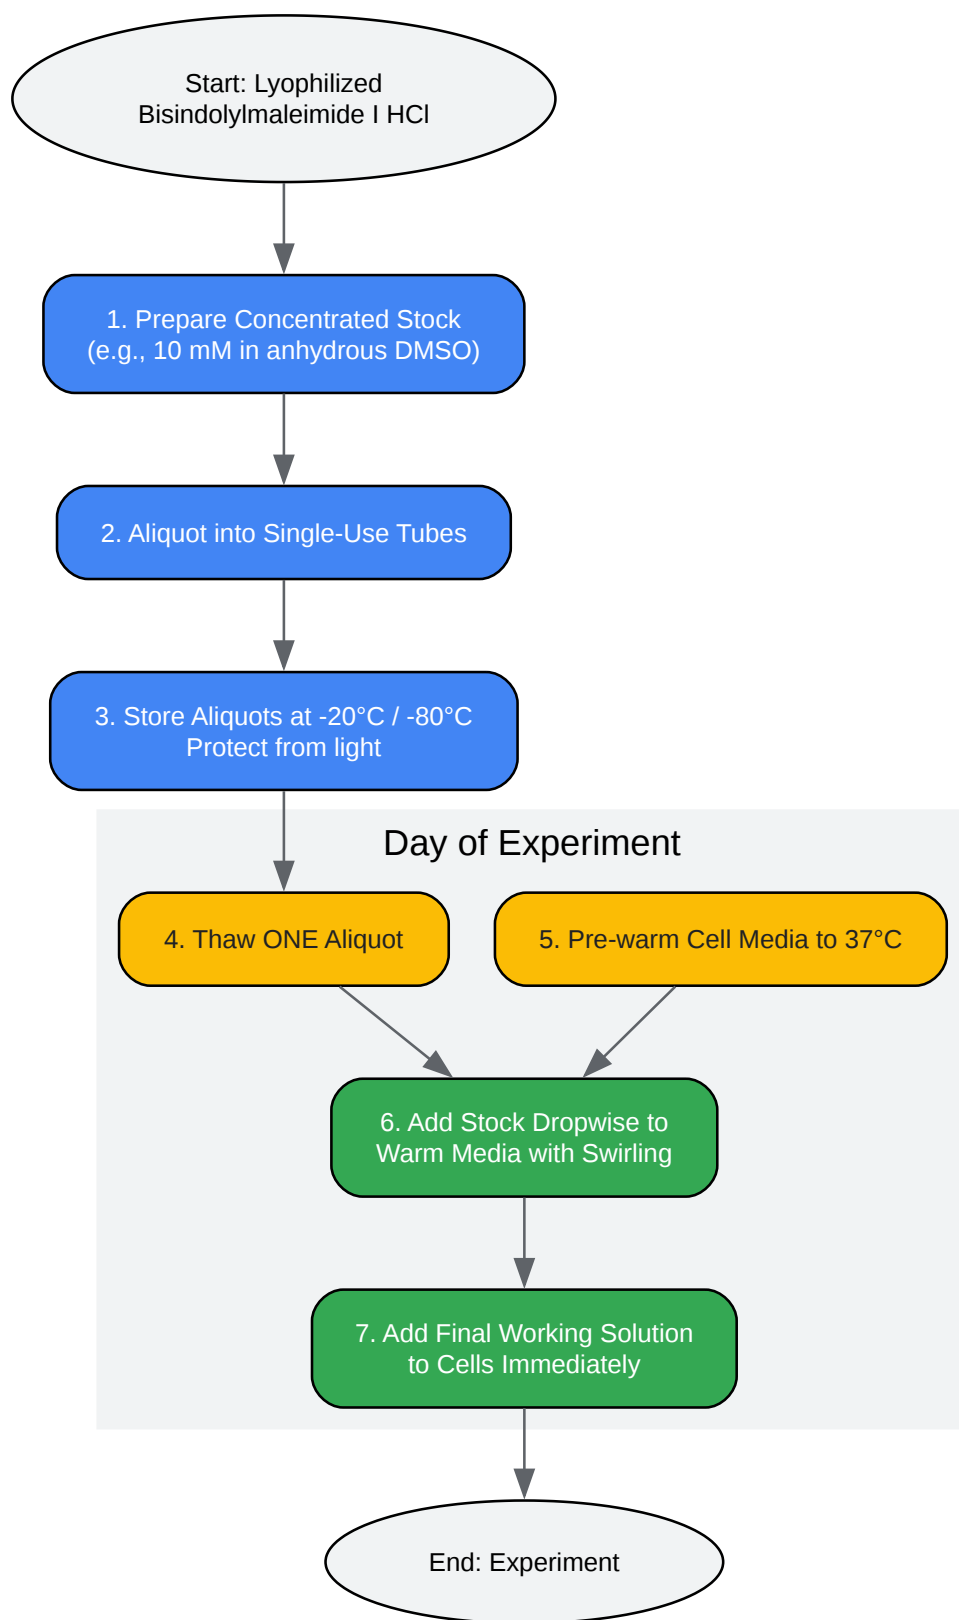 Start: Lyophilized
Bisindolylmaleimide I HCl
1. Prepare Concentrated Stock
(e.g., 10 mM in anhydrous DMSO)
2. Aliquot into Single-Use Tubes
3. Store Aliquots at -20°C / -80°C
Protect from light
Day of Experiment
4. Thaw ONE Aliquot
5. Pre-warm Cell Media to 37°C
6. Add Stock Dropwise to
Warm Media with Swirling
7. Add Final Working Solution
to Cells Immediately
End: Experiment